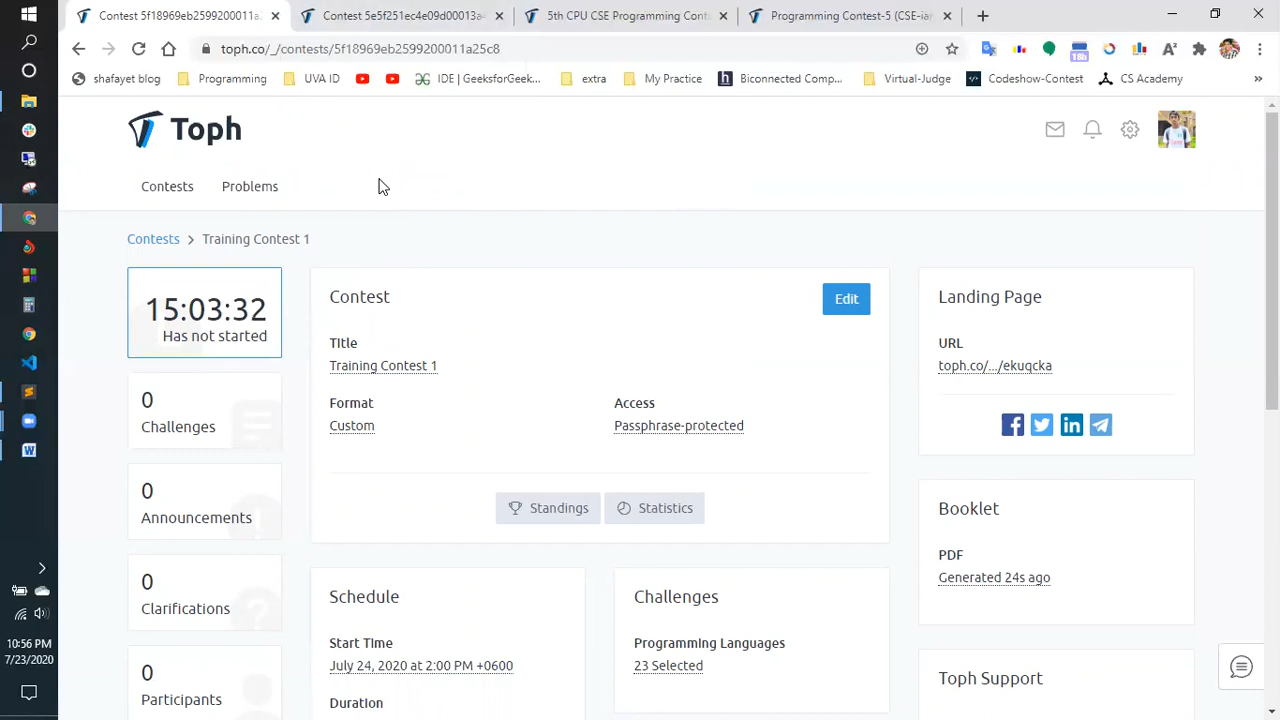 Contest 5f18969eb2599200011a2
Contest 5e5f251ec4e09d00013a4
5th CPU CSE Programming Cont
Programming Contest-5 (CSE-iar
toph.co/_/contests/5f18969eb2599200011a25c8
18h
shafayet blog
Programming
UVA ID
IDE | GeeksforGeek...
extra
My Practice
Biconnected Comp...
Virtual-Judge
Codeshow-Contest
CS Academy
Toph
Contests
Problems
Contests > Training Contest 1
15:03:32
Has not started
0
Challenges
0
Announcements
0
Clarifications
0
Participants
Contest
Edit
Title
Training Contest 1
Format
Custom
Access
Passphrase-protected
Standings
Statistics
Schedule
Start Time
July 24, 2020 at 2:00 PM +0600
Duration
Challenges
Programming Languages
23 Selected
Landing Page
URL
toph.co/.../ekuqcka
Booklet
PDF
Generated 24s ago
Toph Support
10:56 PM
7/23/2020